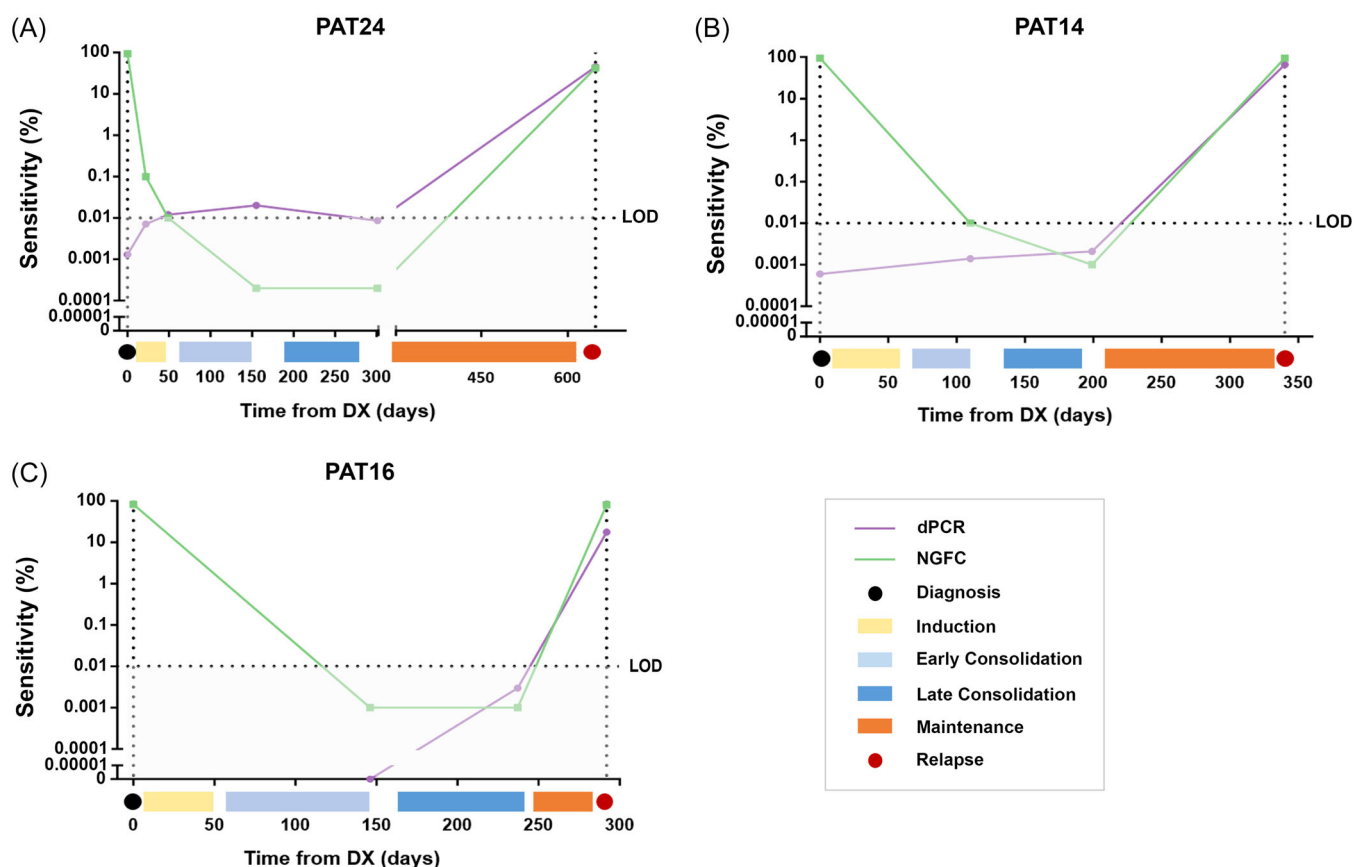 (A)
PAT24
Sensitivity (%)
100
10
1
0.1
0.01
0.001
0.0001
0.00001
0
LOD
0 50 100 150 200 250 300 450 600
Time from DX (days)
(B)
PAT14
Sensitivity (%)
100
10
1
0.1
0.01
0.001
0.0001
0.00001
0
LOD
0 50 100 150 200 250 300 350
Time from DX (days)
(C)
PAT16
Sensitivity (%)
100
10
1
0.1
0.01
0.001
0.0001
0.00001
0
LOD
0 50 100 150 200 250 300
Time from DX (days)
dPCR
NGFC
Diagnosis
Induction
Early Consolidation
Late Consolidation
Maintenance
Relapse